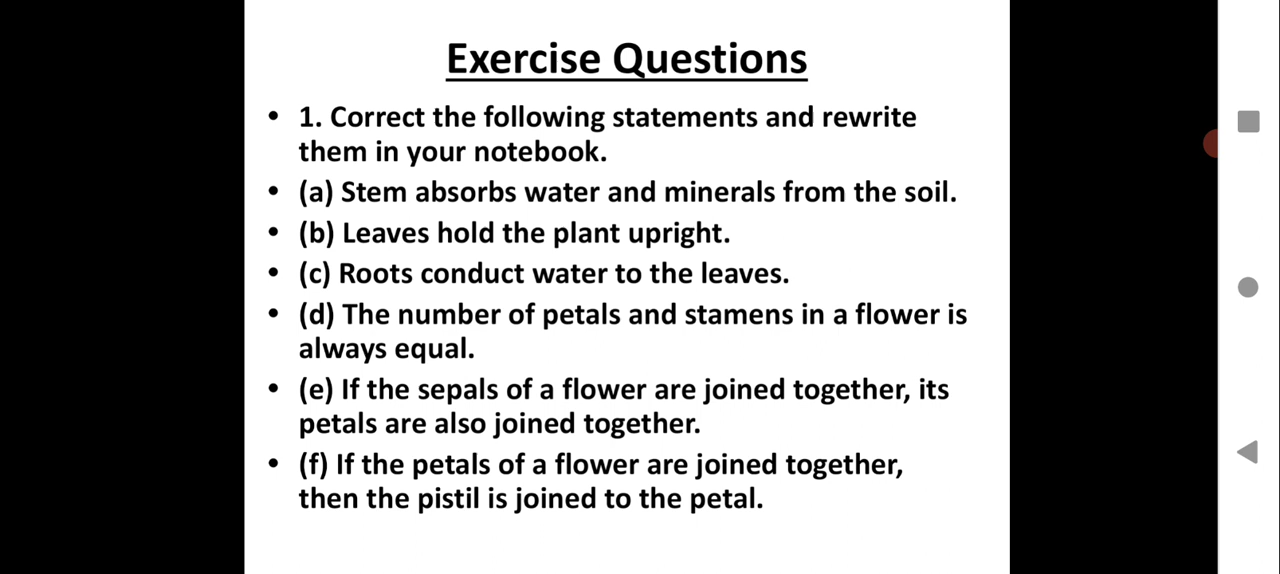 Exercise Questions
• 1. Correct the following statements and rewrite
them in your notebook.
• (a) Stem absorbs water and minerals from the soil.
• (b) Leaves hold the plant upright.
• (c) Roots conduct water to the leaves.
• (d) The number of petals and stamens in a flower is
always equal.
• (e) If the sepals of a flower are joined together, its
petals are also joined together.
• (f) If the petals of a flower are joined together,
then the pistil is joined to the petal.